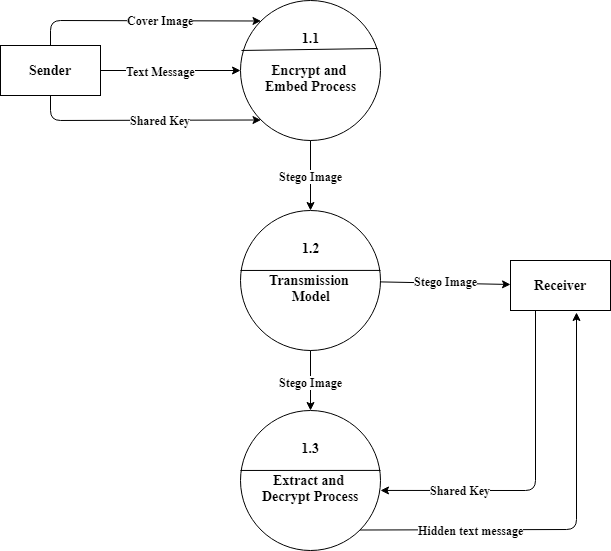 Cover Image
1.1
Sender
Text Message
Encrypt and
Embed Process
Shared Key
Stego Image
1.2
Transmission
Model
Stego Image
Receiver
Stego Image
1.3
Extract and
Decrypt Process
Shared Key
Hidden text message